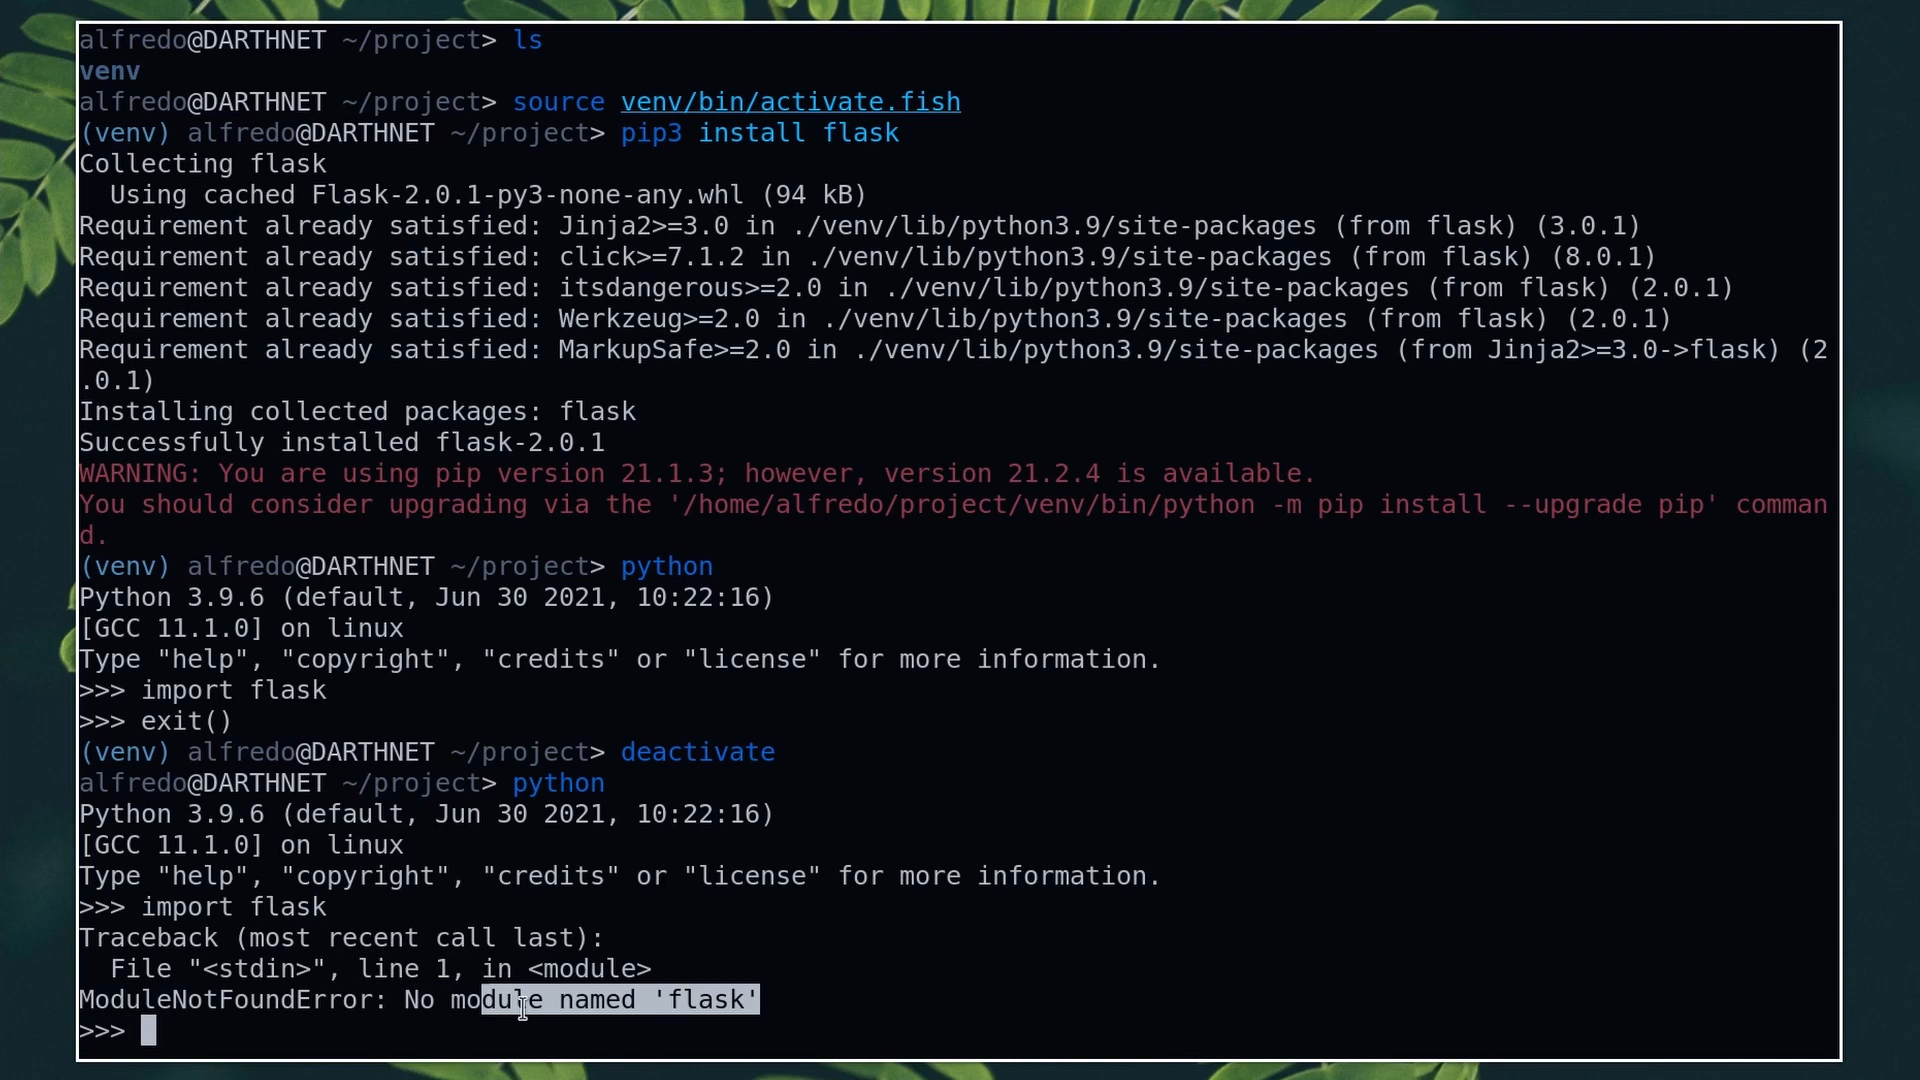 alfredo@DARTHNET ~/project> ls
venv
alfredo@DARTHNET ~/project> source venv/bin/activate.fish
(venv) alfredo@DARTHNET ~/project> pip3 install flask
Collecting flask
  Using cached Flask-2.0.1-py3-none-any.whl (94 kB)
Requirement already satisfied: Jinja2>=3.0 in ./venv/lib/python3.9/site-packages (from flask) (3.0.1)
Requirement already satisfied: click>=7.1.2 in ./venv/lib/python3.9/site-packages (from flask) (8.0.1)
Requirement already satisfied: itsdangerous>=2.0 in ./venv/lib/python3.9/site-packages (from flask) (2.0.1)
Requirement already satisfied: Werkzeug>=2.0 in ./venv/lib/python3.9/site-packages (from flask) (2.0.1)
Requirement already satisfied: MarkupSafe>=2.0 in ./venv/lib/python3.9/site-packages (from Jinja2>=3.0->flask) (2
.0.1)
Installing collected packages: flask
Successfully installed flask-2.0.1
WARNING: You are using pip version 21.1.3; however, version 21.2.4 is available.
You should consider upgrading via the '/home/alfredo/project/venv/bin/python -m pip install --upgrade pip' comman
d.
(venv) alfredo@DARTHNET ~/project> python
Python 3.9.6 (default, Jun 30 2021, 10:22:16)
[GCC 11.1.0] on linux
Type "help", "copyright", "credits" or "license" for more information.
>>> import flask
>>> exit()
(venv) alfredo@DARTHNET ~/project> deactivate
alfredo@DARTHNET ~/project> python
Python 3.9.6 (default, Jun 30 2021, 10:22:16)
[GCC 11.1.0] on linux
Type "help", "copyright", "credits" or "license" for more information.
>>> import flask
Traceback (most recent call last):
  File "<stdin>", line 1, in <module>
ModuleNotFoundError: No module named 'flask'
>>>